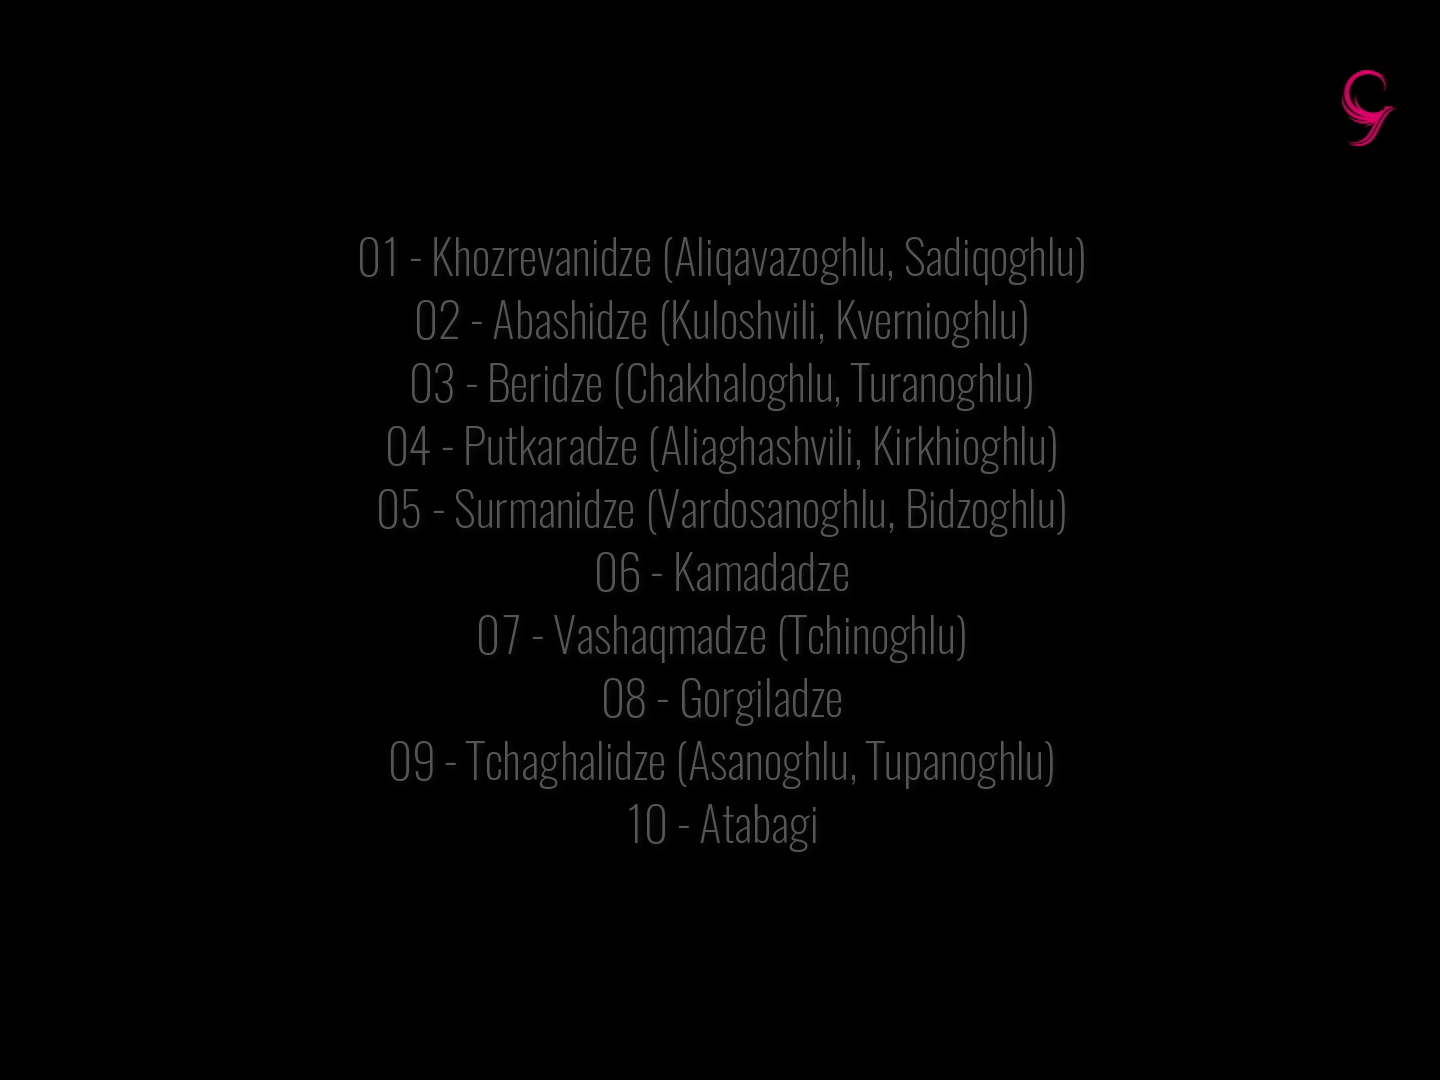 01 - Khozrevanidze (Aliqavazoghlu, Sadiqoghlu)
02 - Abashidze (Kuloshvili, Kvernioghlu)
03 - Beridze (Chakhaloghlu, Turanoghlu)
04 - Putkaradze (Aliaghashvili, Kirkhioghlu)
05 - Surmanidze (Vardosanoghlu, Bidzoghlu)
06 - Kamadadze
07 - Vashaqmadze (Tchinoghlu)
08 - Gorgiladze
09 - Tchaghalidze (Asanoghlu, Tupanoghlu)
10 - Atabagi